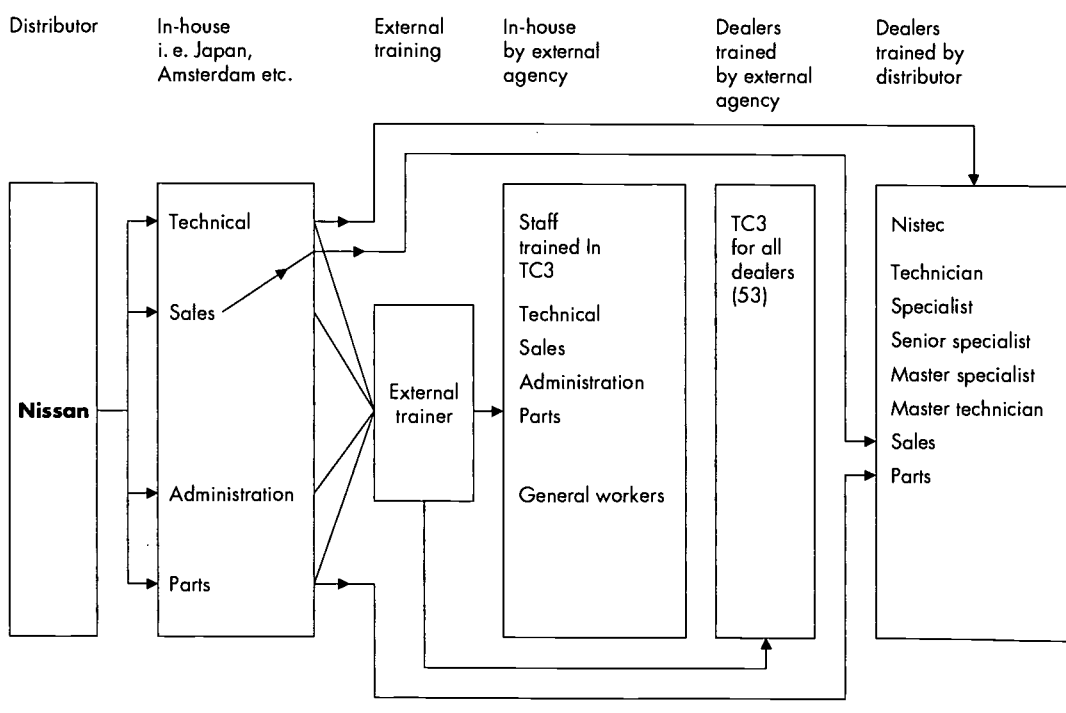 Distributor
In-house
i. e. Japan,
Amsterdam etc.
External
training
In-house
by external
agency
Dealers
trained
by external
agency
Dealers
trained by
distributor
Nissan
Technical
Sales
Administration
Parts
External
trainer
Staff
trained In
TC3
Technical
Sales
Administration
Parts
General workers
TC3
for all
dealers
(53)
Nistec
Technician
Specialist
Senior specialist
Master specialist
Master technician
Sales
Parts